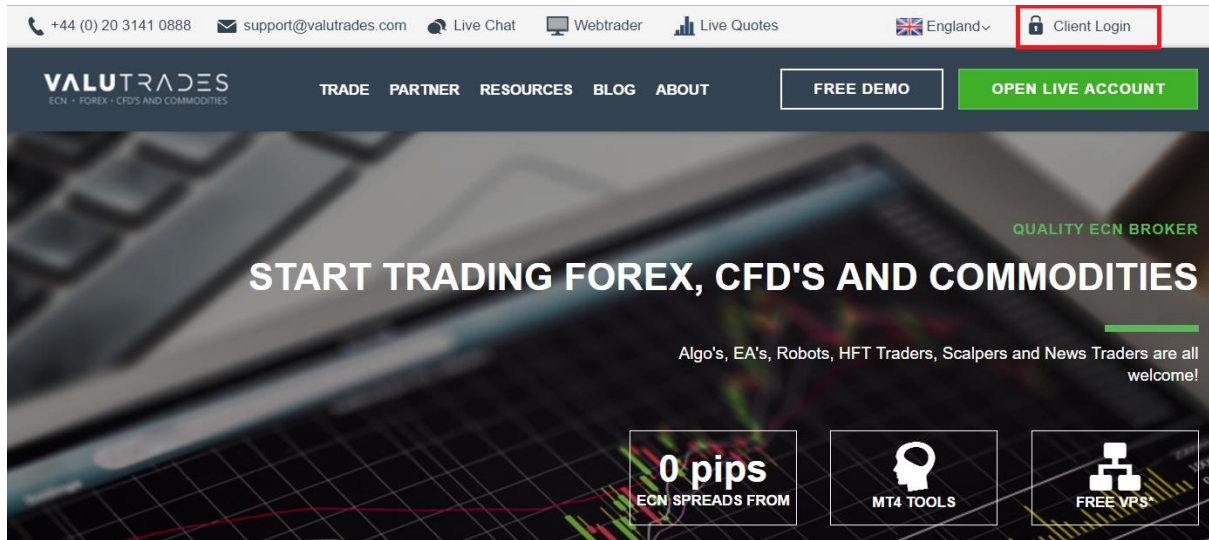 +44 (0) 20 3141 0888 support@valutrades.com Live Chat Webtrader Live Quotes England Client Login
VALUTRADES
ECN • FOREX • CFD'S AND COMMODITIES
TRADE PARTNER RESOURCES BLOG ABOUT FREE DEMO OPEN LIVE ACCOUNT
QUALITY ECN BROKER
START TRADING FOREX, CFD'S AND COMMODITIES
Algo's, EA's, Robots, HFT Traders, Scalpers and News Traders are all
welcome!
0 pips
ECN SPREADS FROM MT4 TOOLS FREE VPS*